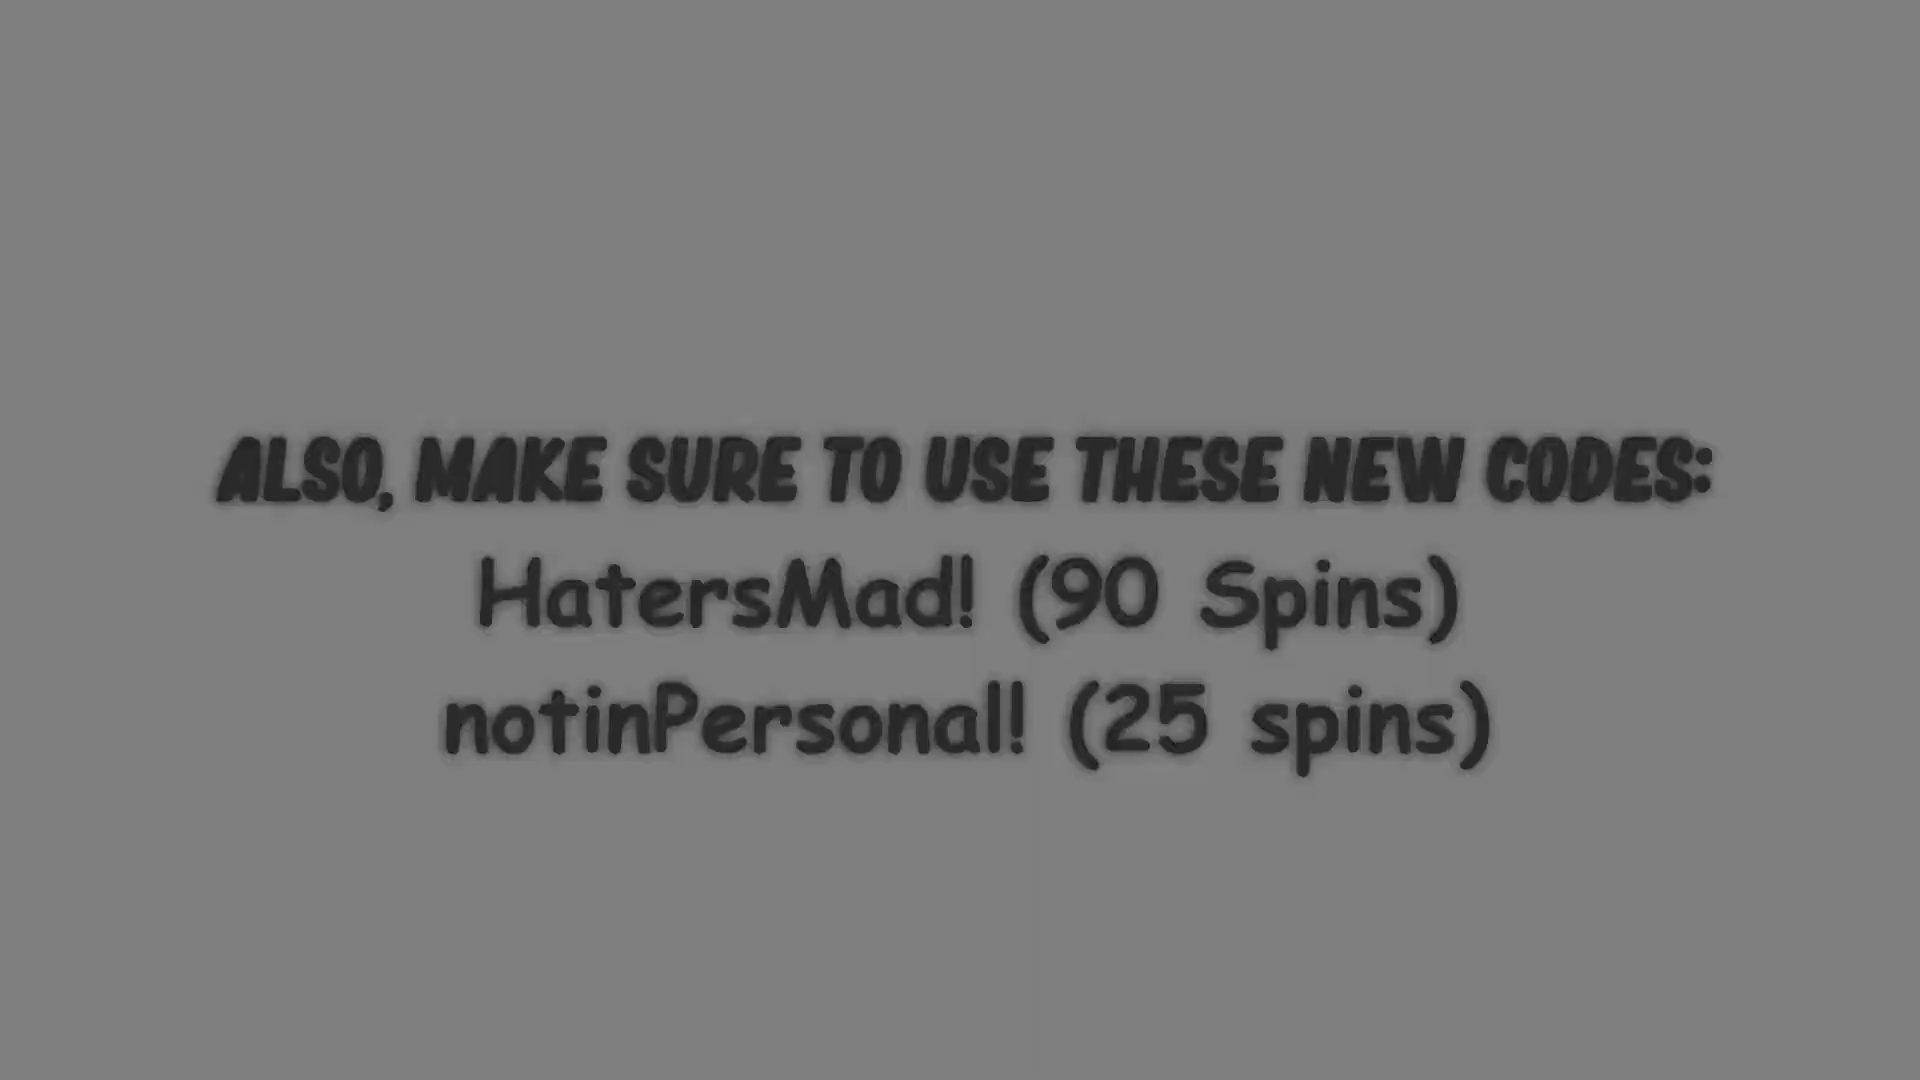 ALSO, MAKE SURE TO USE THESE NEW CODES:
HatersMad! (90 Spins)
notinPersonal! (25 spins)